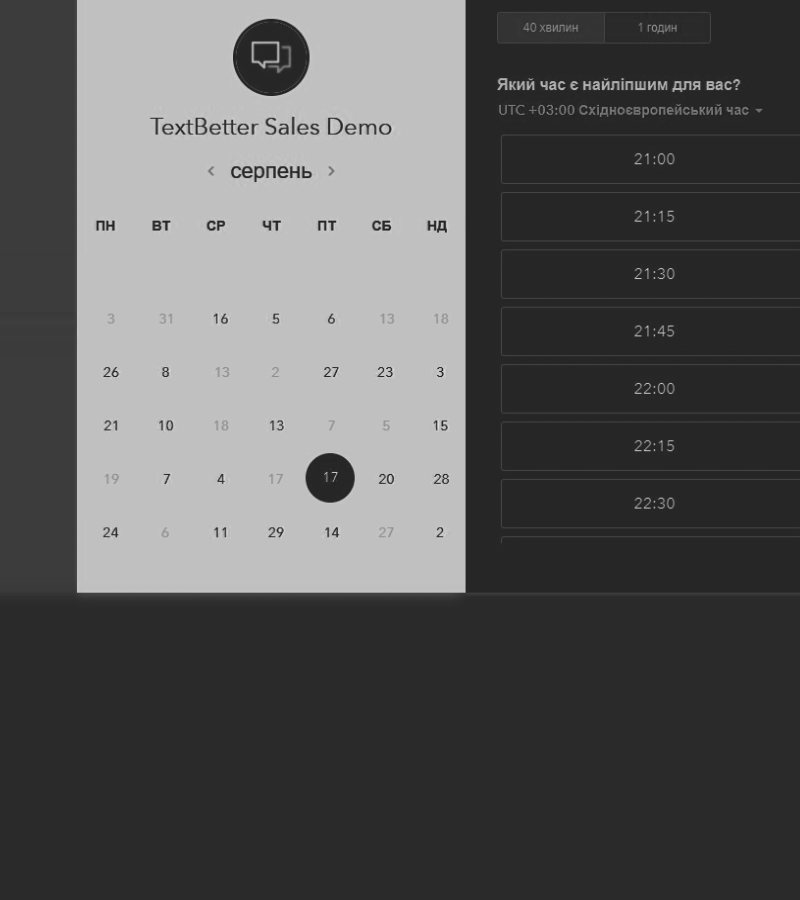 TextBetter Sales Demo
серпень
ПН ВТ СР ЧТ ПТ СБ НД
3 31 16 5 6 13 18
26 8 13 2 27 23 3
21 10 18 13 7 5 15
19 7 4 17 17 20 28
24 6 11 29 14 27 2
40 хвилин 1 годин
Який час є найліпшим для вас?
UTC +03:00 Східноєвропейський час
21:00
21:15
21:30
21:45
22:00
22:15
22:30